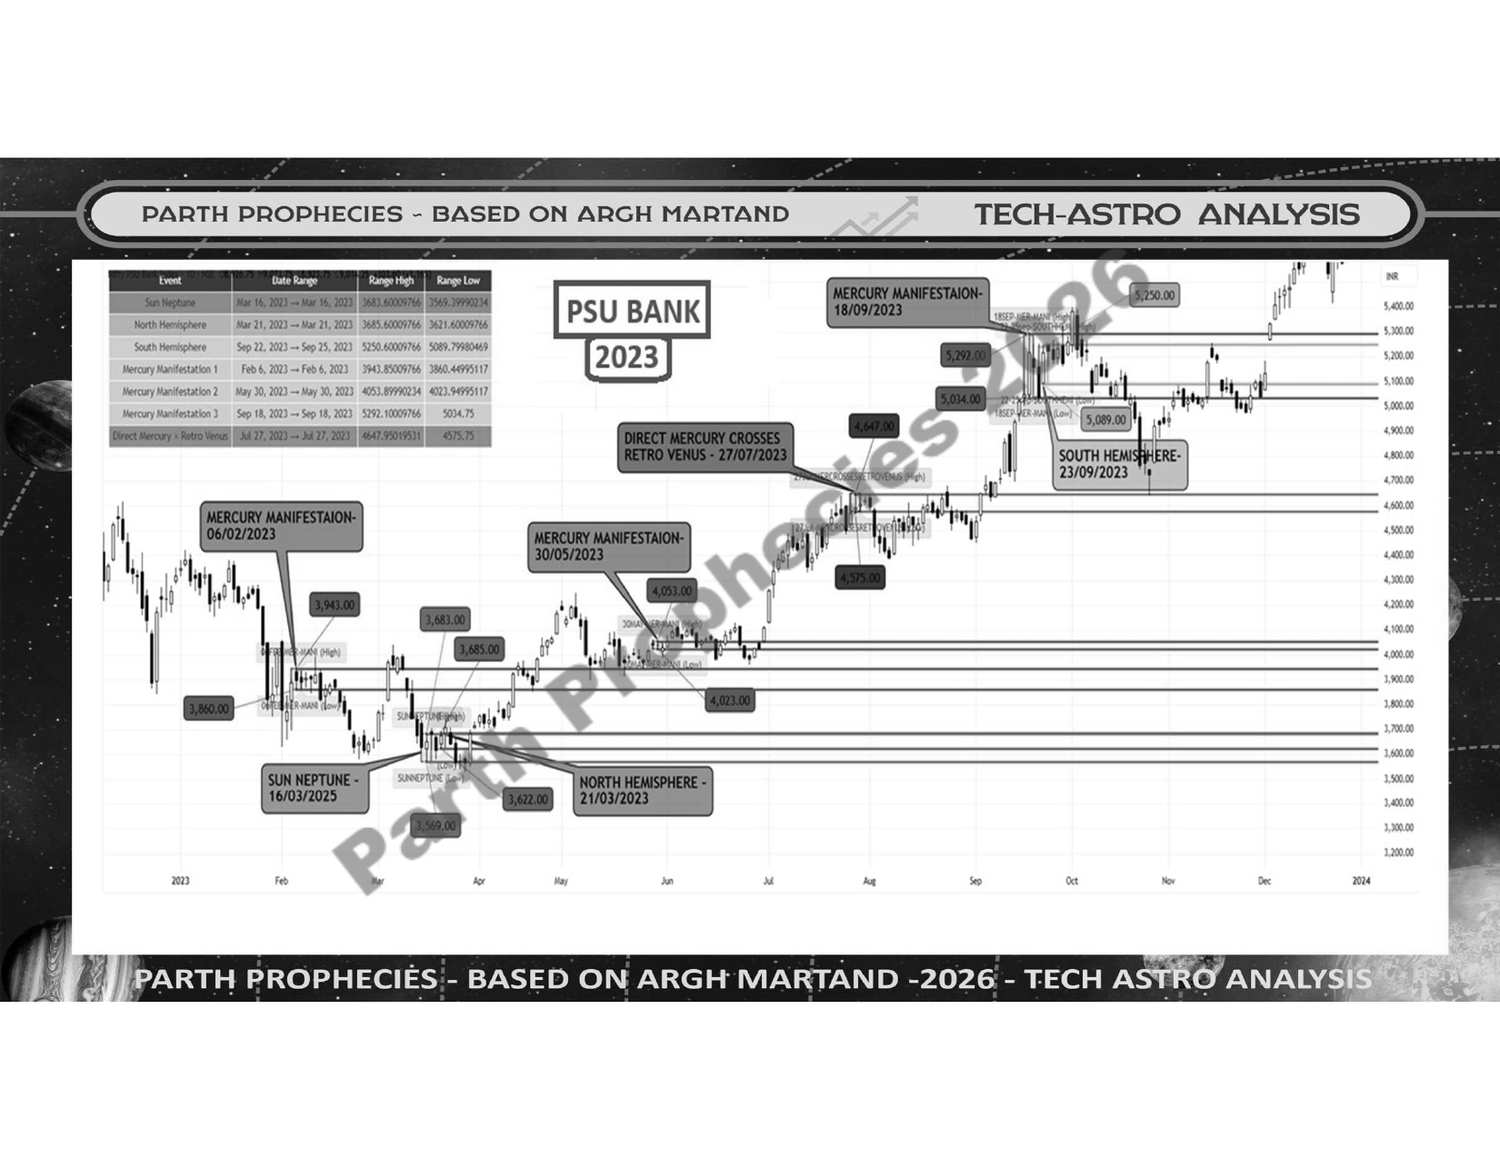 PARTH PROPHECIES ~ BASED ON ARGH MARTAND
TECH-ASTRO ANALYSIS
Event Date Range Range High Range Low
Sun Neptune Mar 16, 2023 → Mar 16, 2023 3683.60009766 3569.39990234
North Hemisphere Mar 21, 2023 → Mar 21, 2023 3685.60009766 3621.60009766
South Hemisphere Sep 22, 2023 → Sep 25, 2023 5250.60009766 5089.79980469
Mercury Manifestation 1 Feb 6, 2023 → Feb 6, 2023 3943.85009766 3860.44995117
Mercury Manifestation 2 May 30, 2023 → May 30, 2023 4053.89990234 4023.94995117
Mercury Manifestation 3 Sep 18, 2023 → Sep 18, 2023 5292.10009766 5034.75
Direct Mercury × Retro Venus Jul 27, 2023 → Jul 27, 2023 4647.95019531 4575.75
PSU BANK
2023
MERCURY MANIFESTAION-
18/09/2023
5,250.00
18SEP-MER-MANI (High)
5,292.00
5,034.00
18SEP-MER-MANI (Low)
5,089.00
SOUTH HEMISPHERE-
23/09/2023
DIRECT MERCURY CROSSES
RETRO VENUS - 27/07/2023
4,647.00
4,575.00
MERCURY MANIFESTAION-
06/02/2023
3,943.00
3,860.00
MERCURY MANIFESTAION-
30/05/2023
4,053.00
30MAY-MER-MANI (High)
4,023.00
3,683.00
3,685.00
SUNNEPTUNE (Low)
SUN NEPTUNE -
16/03/2025
3,569.00
3,622.00
NORTH HEMISPHERE -
21/03/2023
INR
5,400.00
5,300.00
5,200.00
5,100.00
5,000.00
4,900.00
4,800.00
4,700.00
4,600.00
4,500.00
4,400.00
4,300.00
4,200.00
4,100.00
4,000.00
3,900.00
3,800.00
3,700.00
3,600.00
3,500.00
3,400.00
3,300.00
3,200.00
2023 Feb Mar Apr May Jun Jul Aug Sep Oct Nov Dec 2024
Parth Prophecies 2026
PARTH PROPHECIES - BASED ON ARGH MARTAND -2026 - TECH ASTRO ANALYSIS